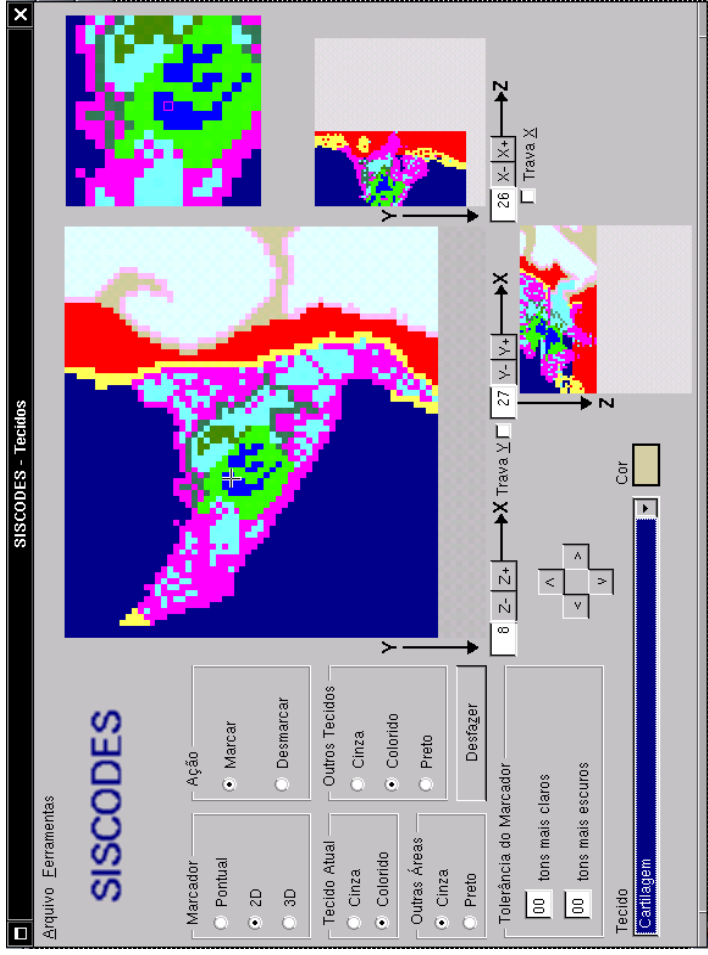 SISCODES - Tecidos
Arquivo Ferramentas
SISCODES
Marcador
Pontual
2D
3D
Ação
Marcar
Desmarcar
Tecido Atual
Cinza
Colorido
Outros Tecidos
Cinza
Colorido
Preto
Outras Áreas
Cinza
Preto
Desfazer
Tolerância do Marcador
00 tons mais claros
00 tons mais escuros
Tecido
Cartilagem
Cor
Y
X
8 Z- Z+
Trava Y
27 Y- Y+
X
Z
Y
Z
26 X- X+
Trava X